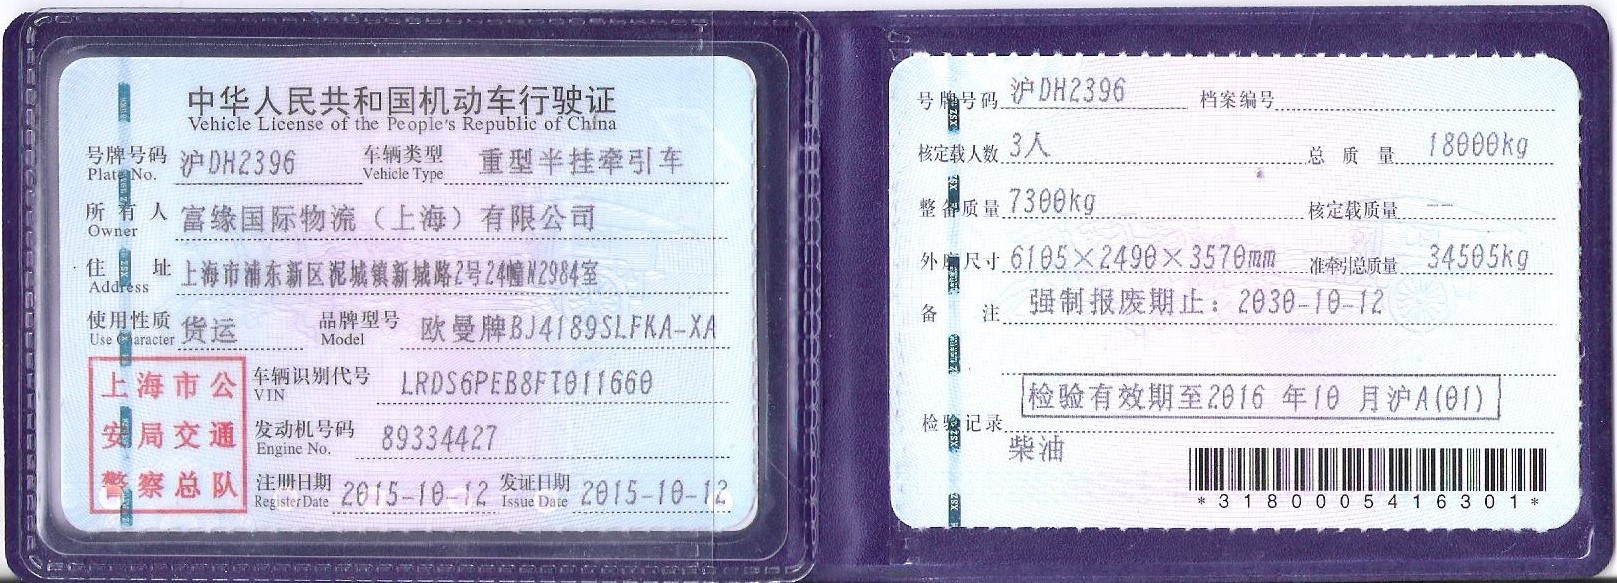 中华人民共和国机动车行驶证
Vehicle License of the People's Republic of China
号牌号码 沪DH2396 车辆类型 重型半挂牵引车
Plate No. Vehicle Type
所有人 富缘国际物流（上海）有限公司
Owner
住址 上海市浦东新区泥城镇新城路2号24幢N2984室
Address
使用性质 货运 品牌型号 欧曼牌BJ4189SLFKA-XA
Use Character Model
上海市公
安局交通
警察总队
车辆识别代号 LRDS6PEB8FT011660
VIN
发动机号码 89334427
Engine No.
注册日期 2015-10-12 发证日期 2015-10-12
Register Date Issue Date
号牌号码 沪DH2396 档案编号
核定载人数 3人 总质量 18000kg
整备质量 7300kg 核定载质量 --
外廓尺寸 6105×2490×3570mm 准牵引总质量 34505kg
备注 强制报废期止：2030-10-12
检验有效期至2016 年10 月沪A(01)
检验记录
柴油
*3180005416301*